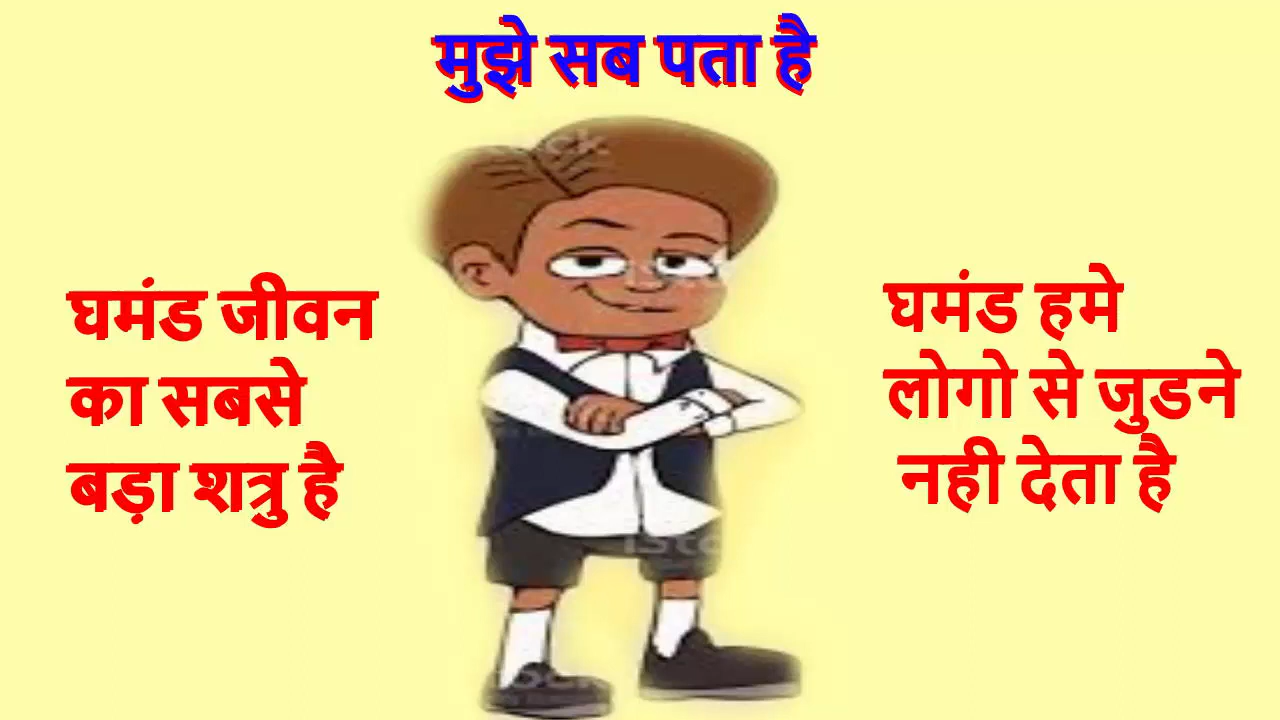 मुझे सब पता है
घमंड जीवन
का सबसे
बड़ा शत्रु है
घमंड हमे
लोगो से जुडने
नही देता है